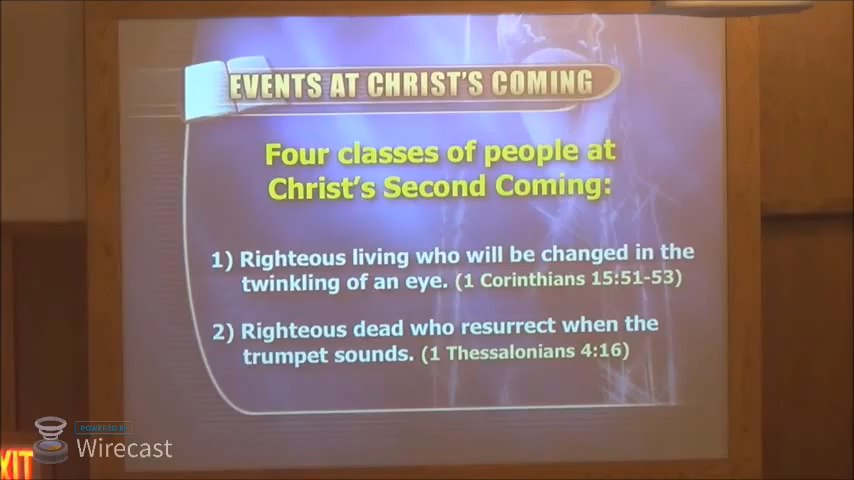 EVENTS AT CHRIST'S COMING
Four classes of people at
Christ's Second Coming:
1) Righteous living who will be changed in the
twinkling of an eye. (1 Corinthians 15:51-53)
2) Righteous dead who resurrect when the
trumpet sounds. (1 Thessalonians 4:16)
POWERED BY
Wirecast
XIT